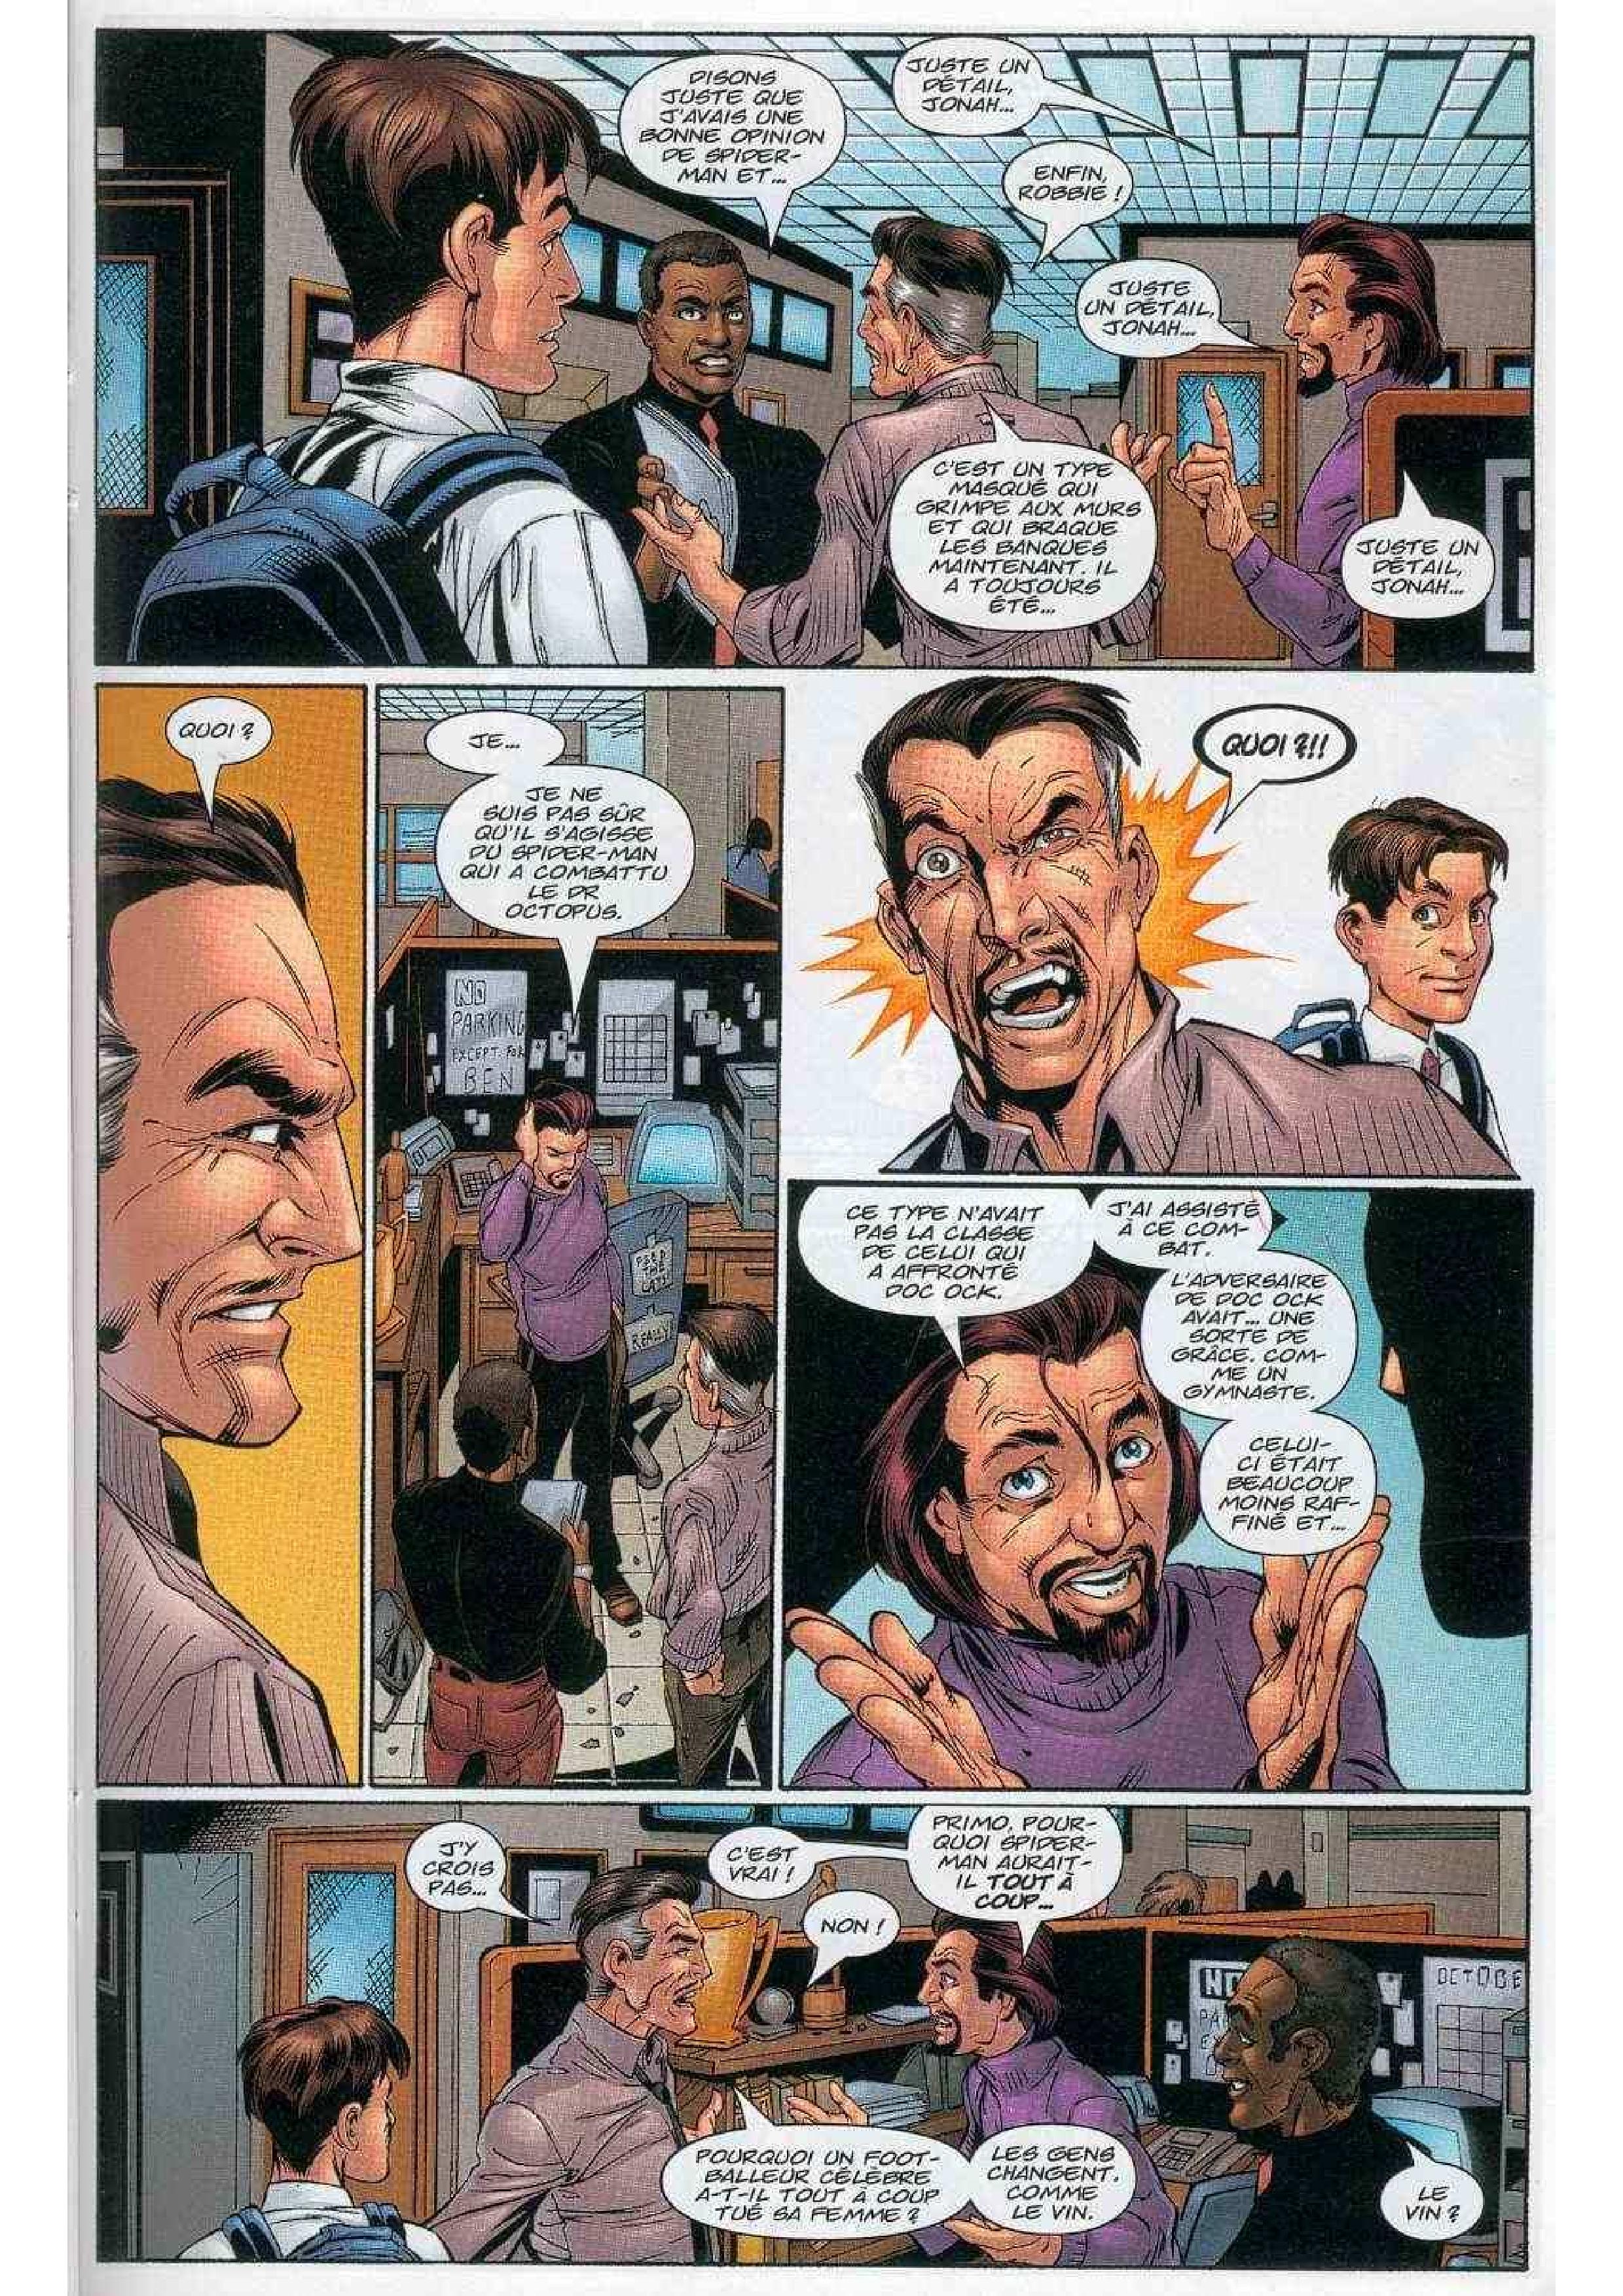 DISONS
JUSTE QUE
J'AVAIS UNE
BONNE OPINION
DE SPIDER-
MAN ET...
JUSTE UN
DÉTAIL,
JONAH...
ENFIN,
ROBBIE !
JUSTE
UN DÉTAIL,
JONAH...
C'EST UN TYPE
MASQUÉ QUI
GRIMPE AUX MURS
ET QUI BRAQUE
LES BANQUES
MAINTENANT. IL
A TOUJOURS
ÉTÉ...
JUSTE UN
DÉTAIL,
JONAH...
QUOI ?
JE...
JE NE
SUIS PAS SÛR
QU'IL S'AGISSE
DU SPIDER-MAN
QUI A COMBATTU
LE DR
OCTOPUS.
NO
PARKING
EXCEPT FOR
BEN
REALLY!
QUOI ?!!
CE TYPE N'AVAIT
PAS LA CLASSE
DE CELUI QUI
A AFFRONTÉ
DOC OCK.
J'AI ASSISTÉ
À CE COM-
BAT.
L'ADVERSAIRE
DE DOC OCK
AVAIT... UNE
SORTE DE
GRÂCE. COM-
ME UN
GYMNASTE.
CELUI-
CI ÉTAIT
BEAUCOUP
MOINS RAF-
FINÉ ET...
J'Y
CROIS
PAS...
C'EST
VRAI !
PRIMO, POUR-
QUOI SPIDER-
MAN AURAIT-
IL TOUT À
COUP...
NON !
NO
PA
E
OCTOBE
POURQUOI UN FOOT-
BALLEUR CÉLÈBRE
A-T-IL TOUT A COUP
TUÉ SA FEMME ?
LES GENS
CHANGENT.
COMME
LE VIN.
LE
VIN ?